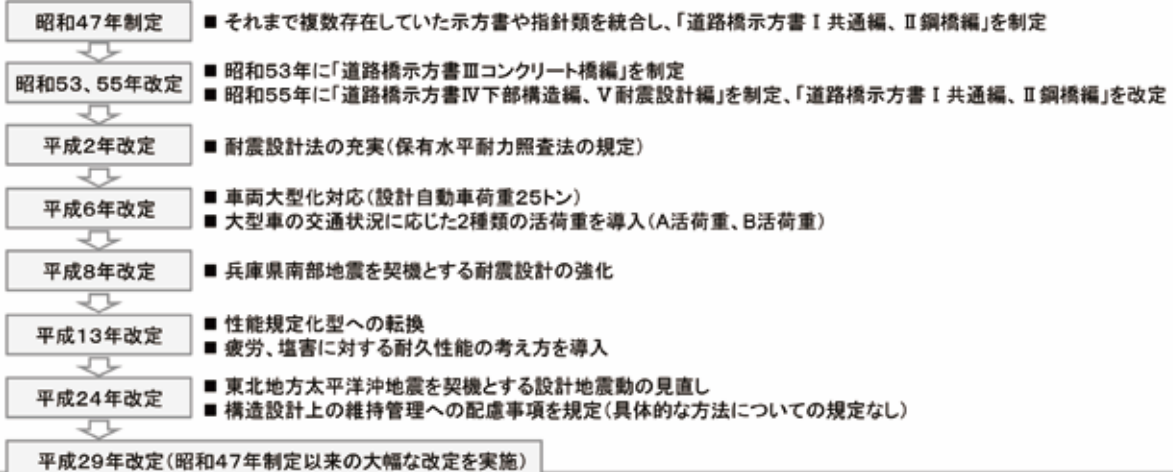 昭和47年制定
■ それまで複数存在していた示方書や指針類を統合し、「道路橋示方書Ⅰ共通編、Ⅱ鋼橋編」を制定
昭和53、55年改定
■ 昭和53年に「道路橋示方書Ⅲコンクリート橋編」を制定
■ 昭和55年に「道路橋示方書Ⅳ下部構造編、Ⅴ耐震設計編」を制定、「道路橋示方書Ⅰ共通編、Ⅱ鋼橋編」を改定
平成2年改定
■ 耐震設計法の充実(保有水平耐力照査法の規定)
平成6年改定
■ 車両大型化対応(設計自動車荷重25トン)
■ 大型車の交通状況に応じた2種類の活荷重を導入(A活荷重、B活荷重)
平成8年改定
■ 兵庫県南部地震を契機とする耐震設計の強化
平成13年改定
■ 性能規定化型への転換
■ 疲労、塩害に対する耐久性能の考え方を導入
平成24年改定
■ 東北地方太平洋沖地震を契機とする設計地震動の見直し
■ 構造設計上の維持管理への配慮事項を規定(具体的な方法についての規定なし)
平成29年改定(昭和47年制定以来の大幅な改定を実施)